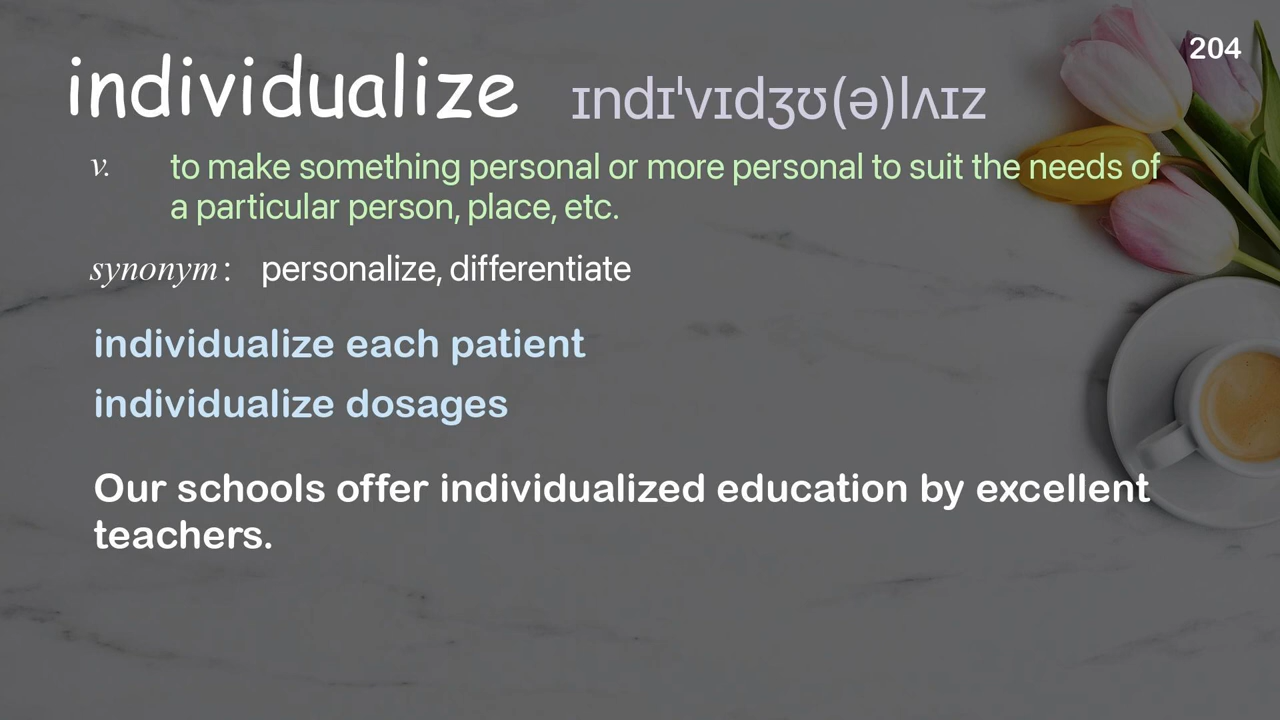 204
individualize ɪndɪˈvɪdʒʊ(ə)lʌɪz
v. to make something personal or more personal to suit the needs of
a particular person, place, etc.
synonym: personalize, differentiate
individualize each patient
individualize dosages
Our schools offer individualized education by excellent
teachers.